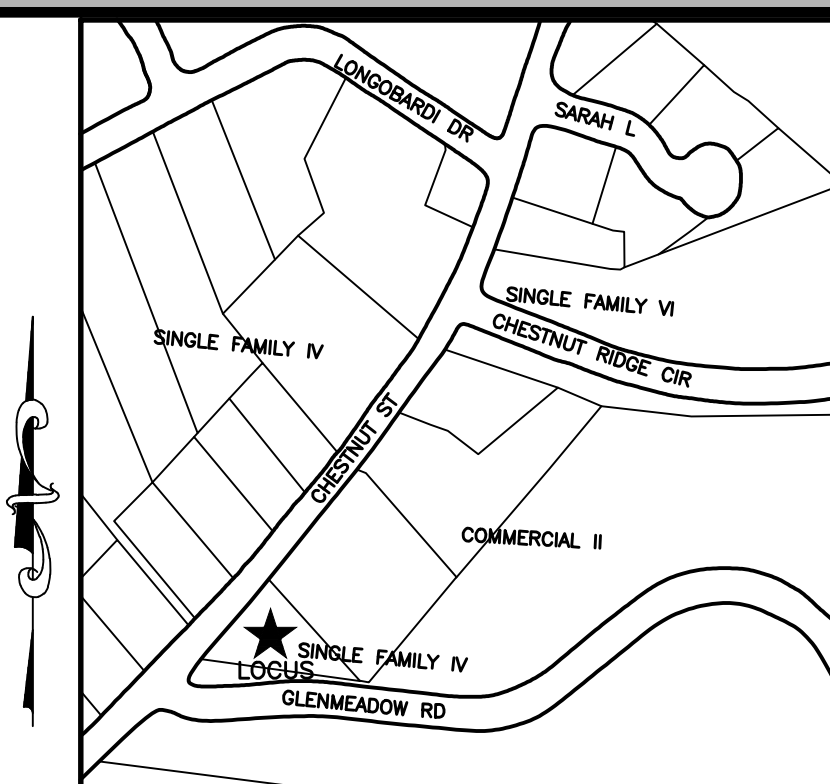 LONGOBARDI DR
SARAH L
SINGLE FAMILY VI
CHESTNUT RIDGE CIR
SINGLE FAMILY IV
CHESTNUT ST
COMMERCIAL II
SINGLE FAMILY IV
LOCUS
GLENMEADOW RD